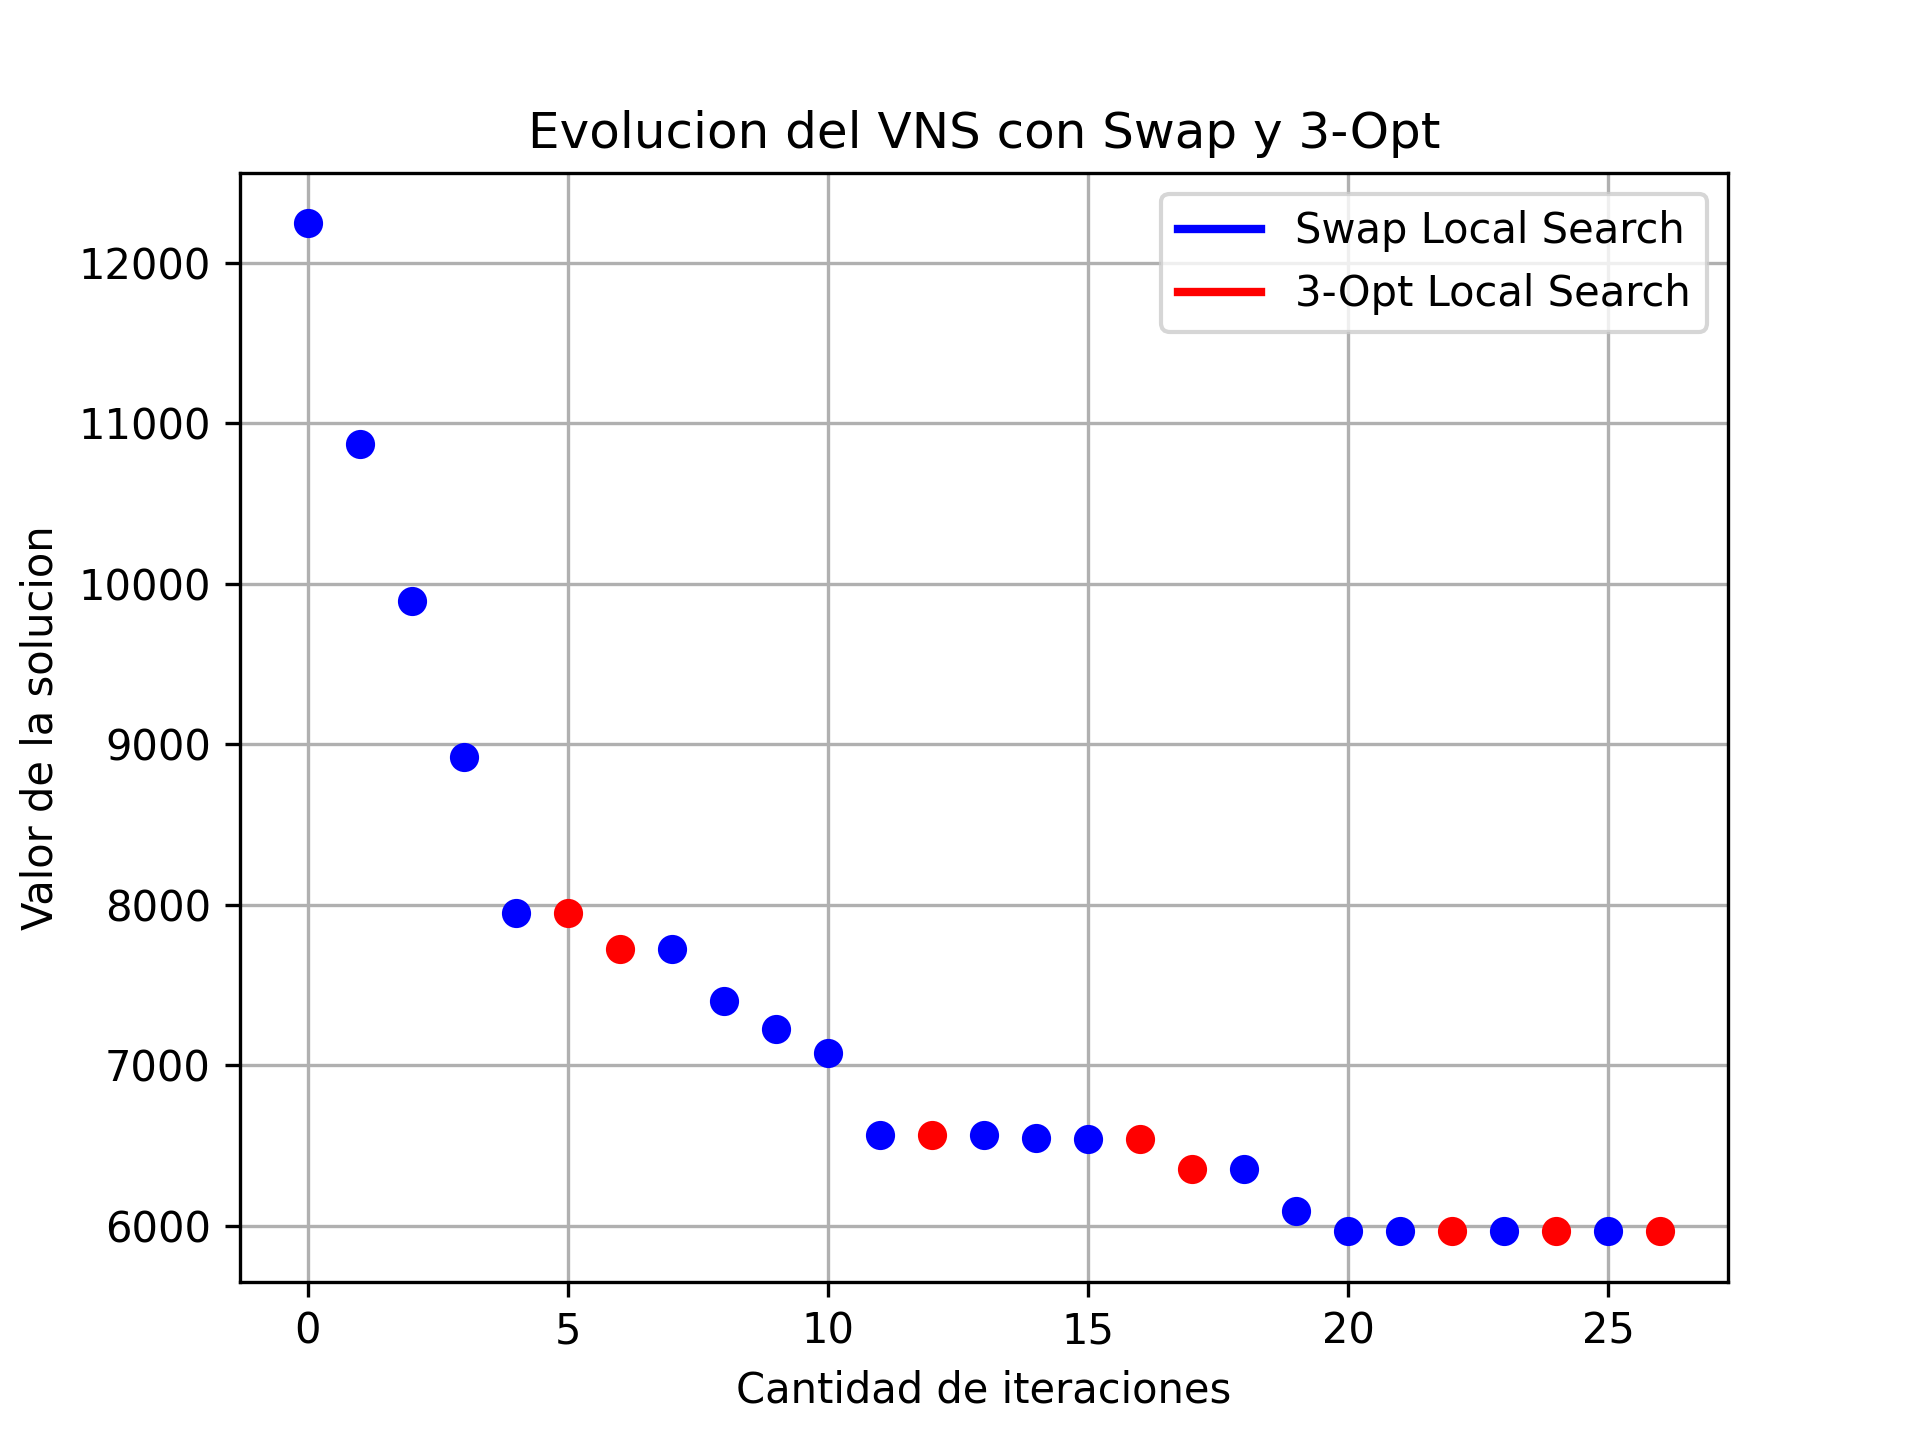 Evolucion del VNS con Swap y 3-Opt
Swap Local Search
3-Opt Local Search
Valor de la solucion
12000
11000
10000
9000
8000
7000
6000
0 5 10 15 20 25
Cantidad de iteraciones